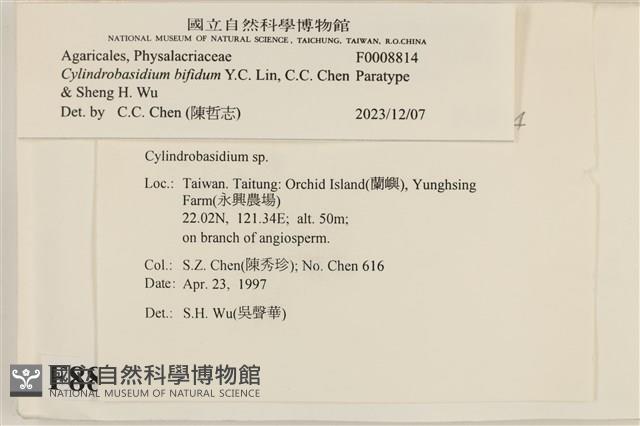 國立自然科學博物館
NATIONAL MUSEUM OF NATURAL SCIENCE, TAICHUNG, TAIWAN, R.O.CHINA
Agaricales, Physalacriaceae F0008814
Cylindrobasidium bifidum Y.C. Lin, C.C. Chen Paratype
& Sheng H. Wu
Det. by C.C. Chen (陳哲志) 2023/12/07
Cylindrobasidium sp.
Loc.: Taiwan. Taitung: Orchid Island(蘭嶼), Yunghsing
Farm(永興農場)
22.02N, 121.34E; alt. 50m;
on branch of angiosperm.
Col.: S.Z. Chen(陳秀珍); No. Chen 616
Date: Apr. 23, 1997
Det.: S.H. Wu(吳聲華)
國立自然科學博物館
NATIONAL MUSEUM OF NATURAL SCIENCE